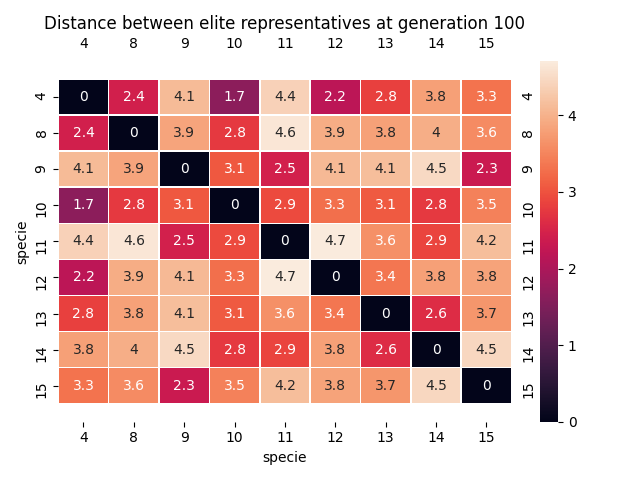 Distance between elite representatives at generation 100
4 8 9 10 11 12 13 14 15
4 0 2.4 4.1 1.7 4.4 2.2 2.8 3.8 3.3 4
8 2.4 0 3.9 2.8 4.6 3.9 3.8 4 3.6 8
9 4.1 3.9 0 3.1 2.5 4.1 4.1 4.5 2.3 9
10 1.7 2.8 3.1 0 2.9 3.3 3.1 2.8 3.5 10
11 4.4 4.6 2.5 2.9 0 4.7 3.6 2.9 4.2 11
12 2.2 3.9 4.1 3.3 4.7 0 3.4 3.8 3.8 12
13 2.8 3.8 4.1 3.1 3.6 3.4 0 2.6 3.7 13
14 3.8 4 4.5 2.8 2.9 3.8 2.6 0 4.5 14
15 3.3 3.6 2.3 3.5 4.2 3.8 3.7 4.5 0 15
4 8 9 10 11 12 13 14 15
specie
specie
4
3
2
1
0